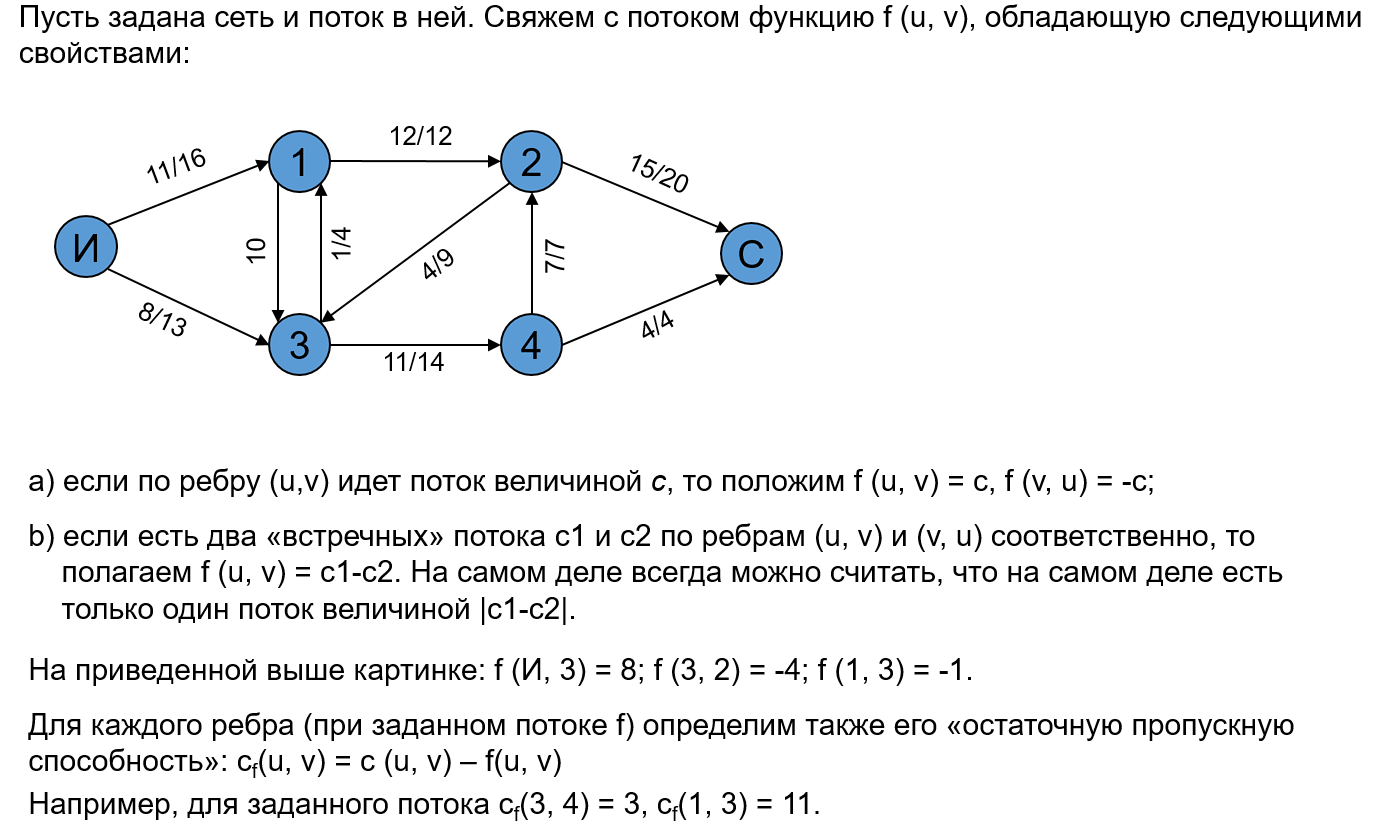 Пусть задана сеть и поток в ней. Свяжем с потоком функцию f (u, v), обладающую следующими
свойствами:
12/12
11/16
15/20
1
2
И
С
10
1/4
4/9
7/7
8/13
4/4
3
4
11/14
a) если по ребру (u,v) идет поток величиной c, то положим f (u, v) = c, f (v, u) = -c;
b) если есть два «встречных» потока c1 и c2 по ребрам (u, v) и (v, u) соответственно, то
полагаем f (u, v) = c1-c2. На самом деле всегда можно считать, что на самом деле есть
только один поток величиной |c1-c2|.
На приведенной выше картинке: f (И, 3) = 8; f (3, 2) = -4; f (1, 3) = -1.
Для каждого ребра (при заданном потоке f) определим также его «остаточную пропускную
способность»: cf(u, v) = c (u, v) – f(u, v)
Например, для заданного потока cf(3, 4) = 3, cf(1, 3) = 11.